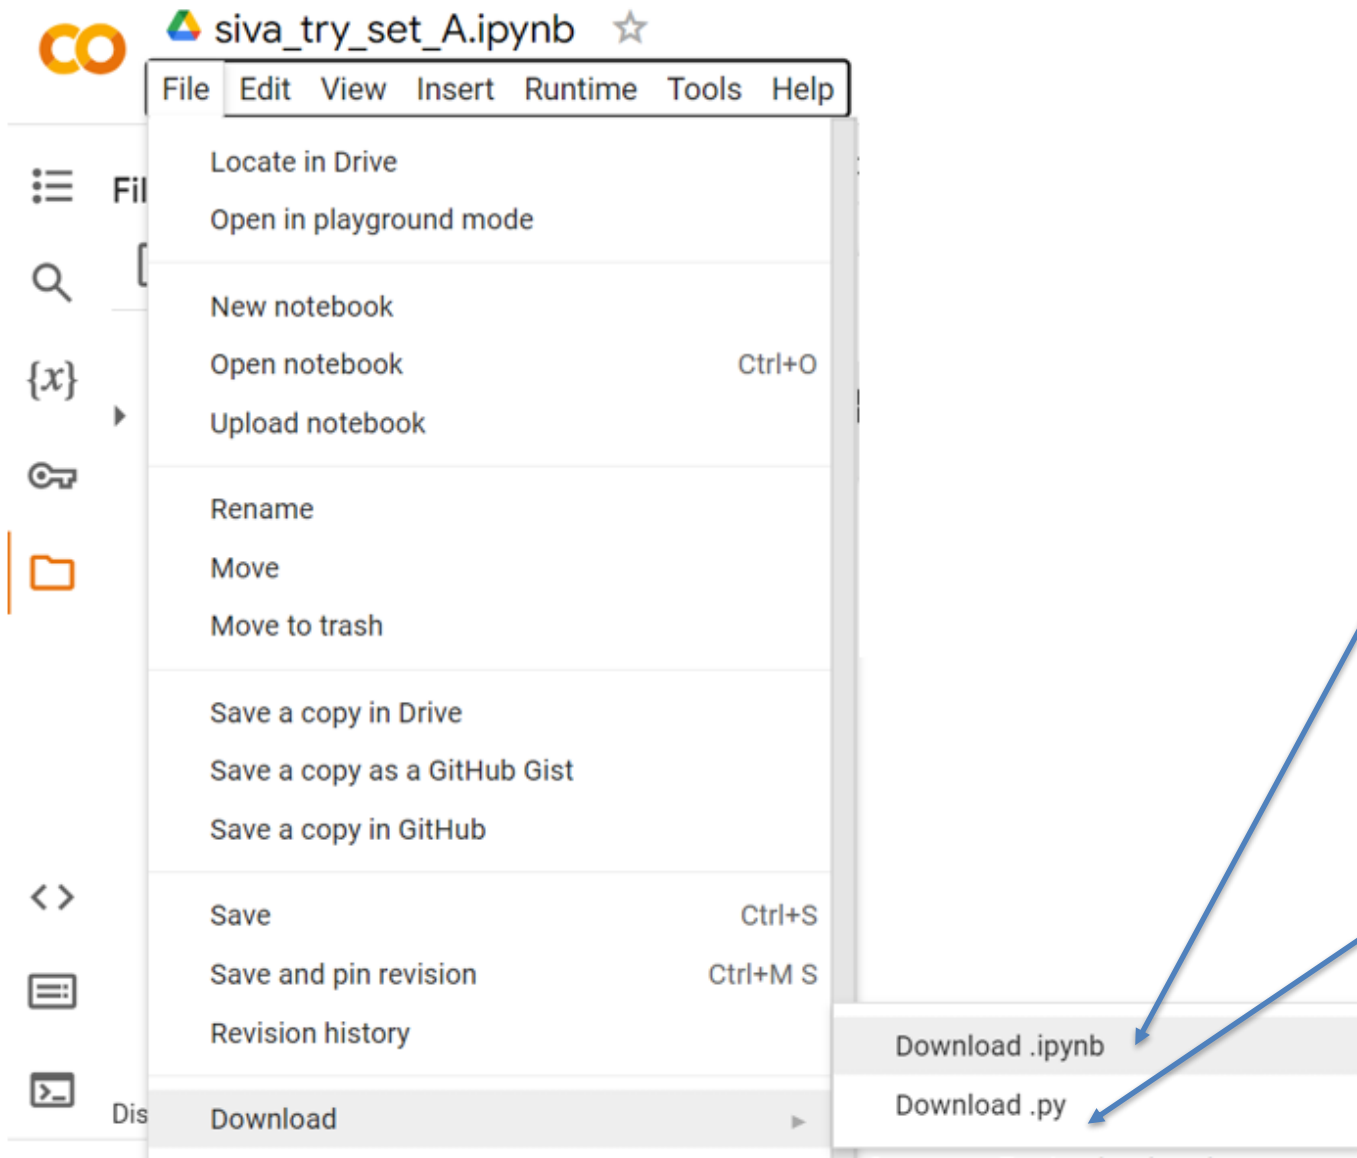 siva_try_set_A.ipynb
File Edit View Insert Runtime Tools Help
Fil
Locate in Drive
Open in playground mode
New notebook
Open notebook Ctrl+O
{x}
Upload notebook
Rename
Move
Move to trash
Save a copy in Drive
Save a copy as a GitHub Gist
Save a copy in GitHub
Save Ctrl+S
Save and pin revision Ctrl+M S
Revision history
Download .ipynb
Download .py
Dis
Download